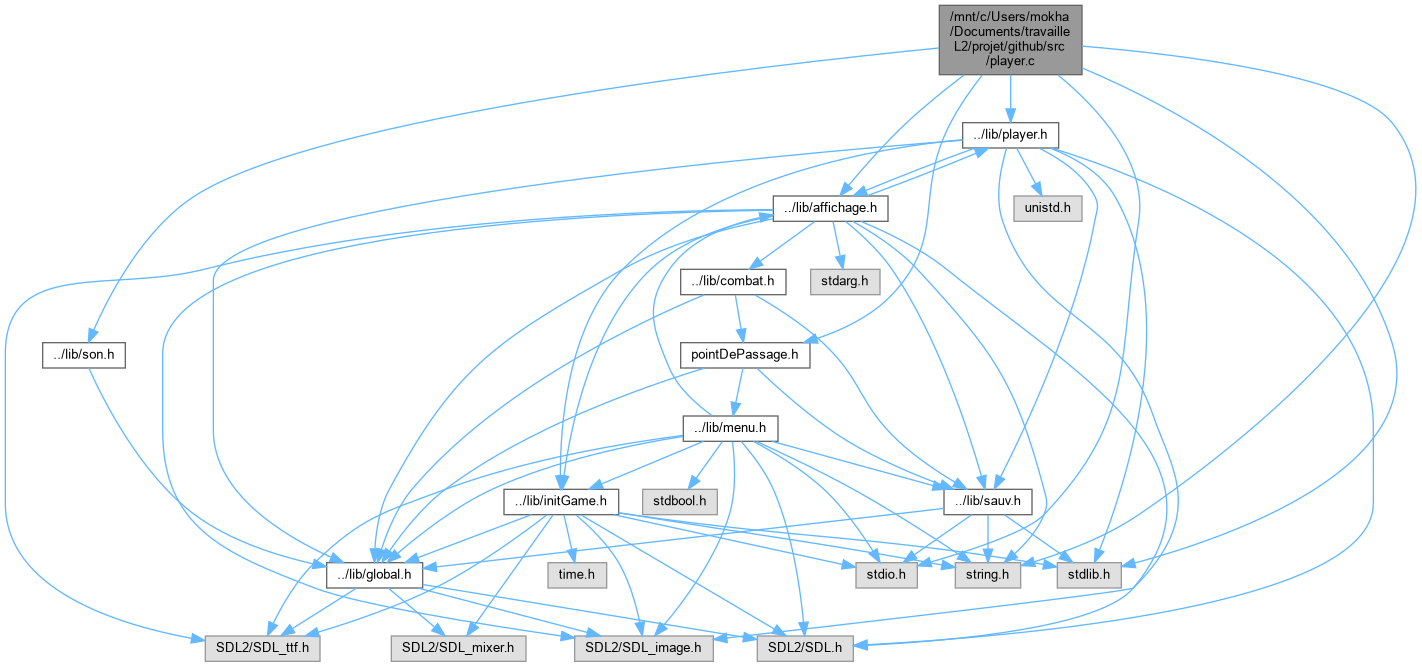 /mnt/c/Users/mokha
/Documents/travaille
L2/projet/github/src
/player.c
../lib/player.h
unistd.h
../lib/affichage.h
../lib/combat.h
stdarg.h
../lib/son.h
pointDePassage.h
../lib/menu.h
../lib/initGame.h
stdbool.h
../lib/sauv.h
../lib/global.h
time.h
stdio.h
string.h
stdlib.h
SDL2/SDL_ttf.h
SDL2/SDL_mixer.h
SDL2/SDL_image.h
SDL2/SDL.h